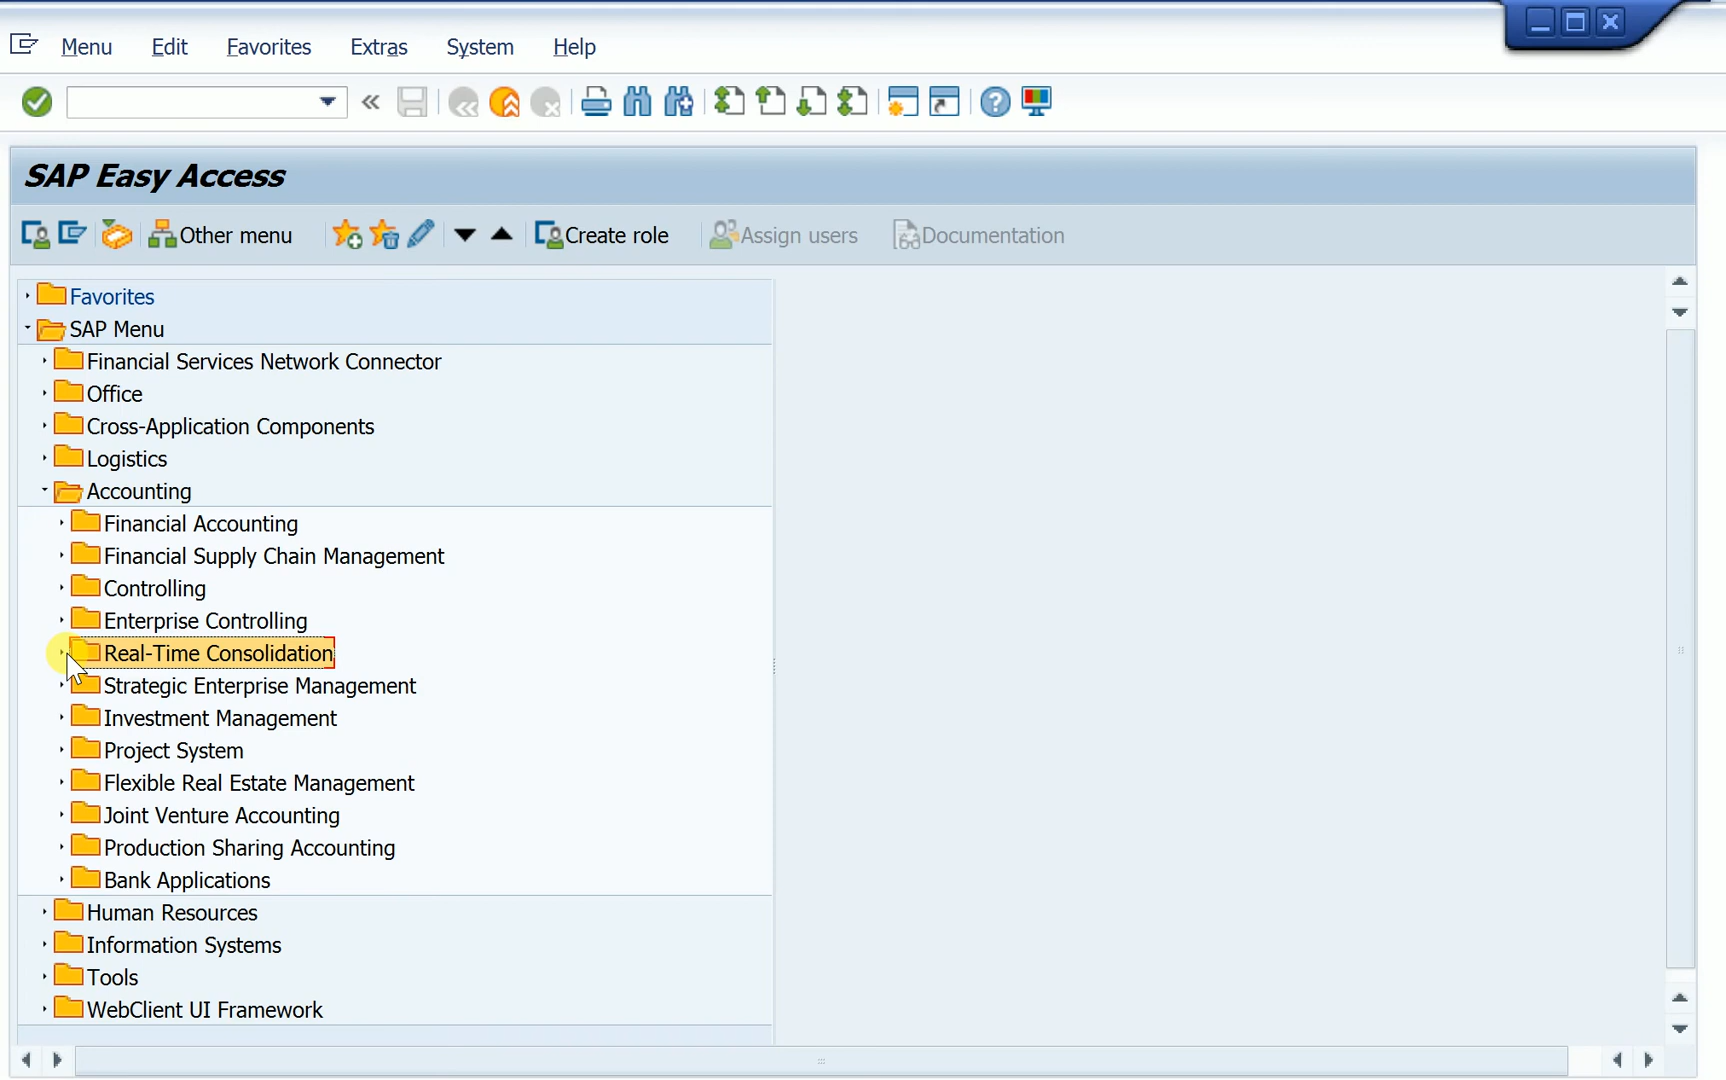 Menu Edit Favorites Extras System Help
SAP Easy Access
Other menu Create role Assign users Documentation
Favorites
SAP Menu
Financial Services Network Connector
Office
Cross-Application Components
Logistics
Accounting
Financial Accounting
Financial Supply Chain Management
Controlling
Enterprise Controlling
Real-Time Consolidation
Strategic Enterprise Management
Investment Management
Project System
Flexible Real Estate Management
Joint Venture Accounting
Production Sharing Accounting
Bank Applications
Human Resources
Information Systems
Tools
WebClient UI Framework